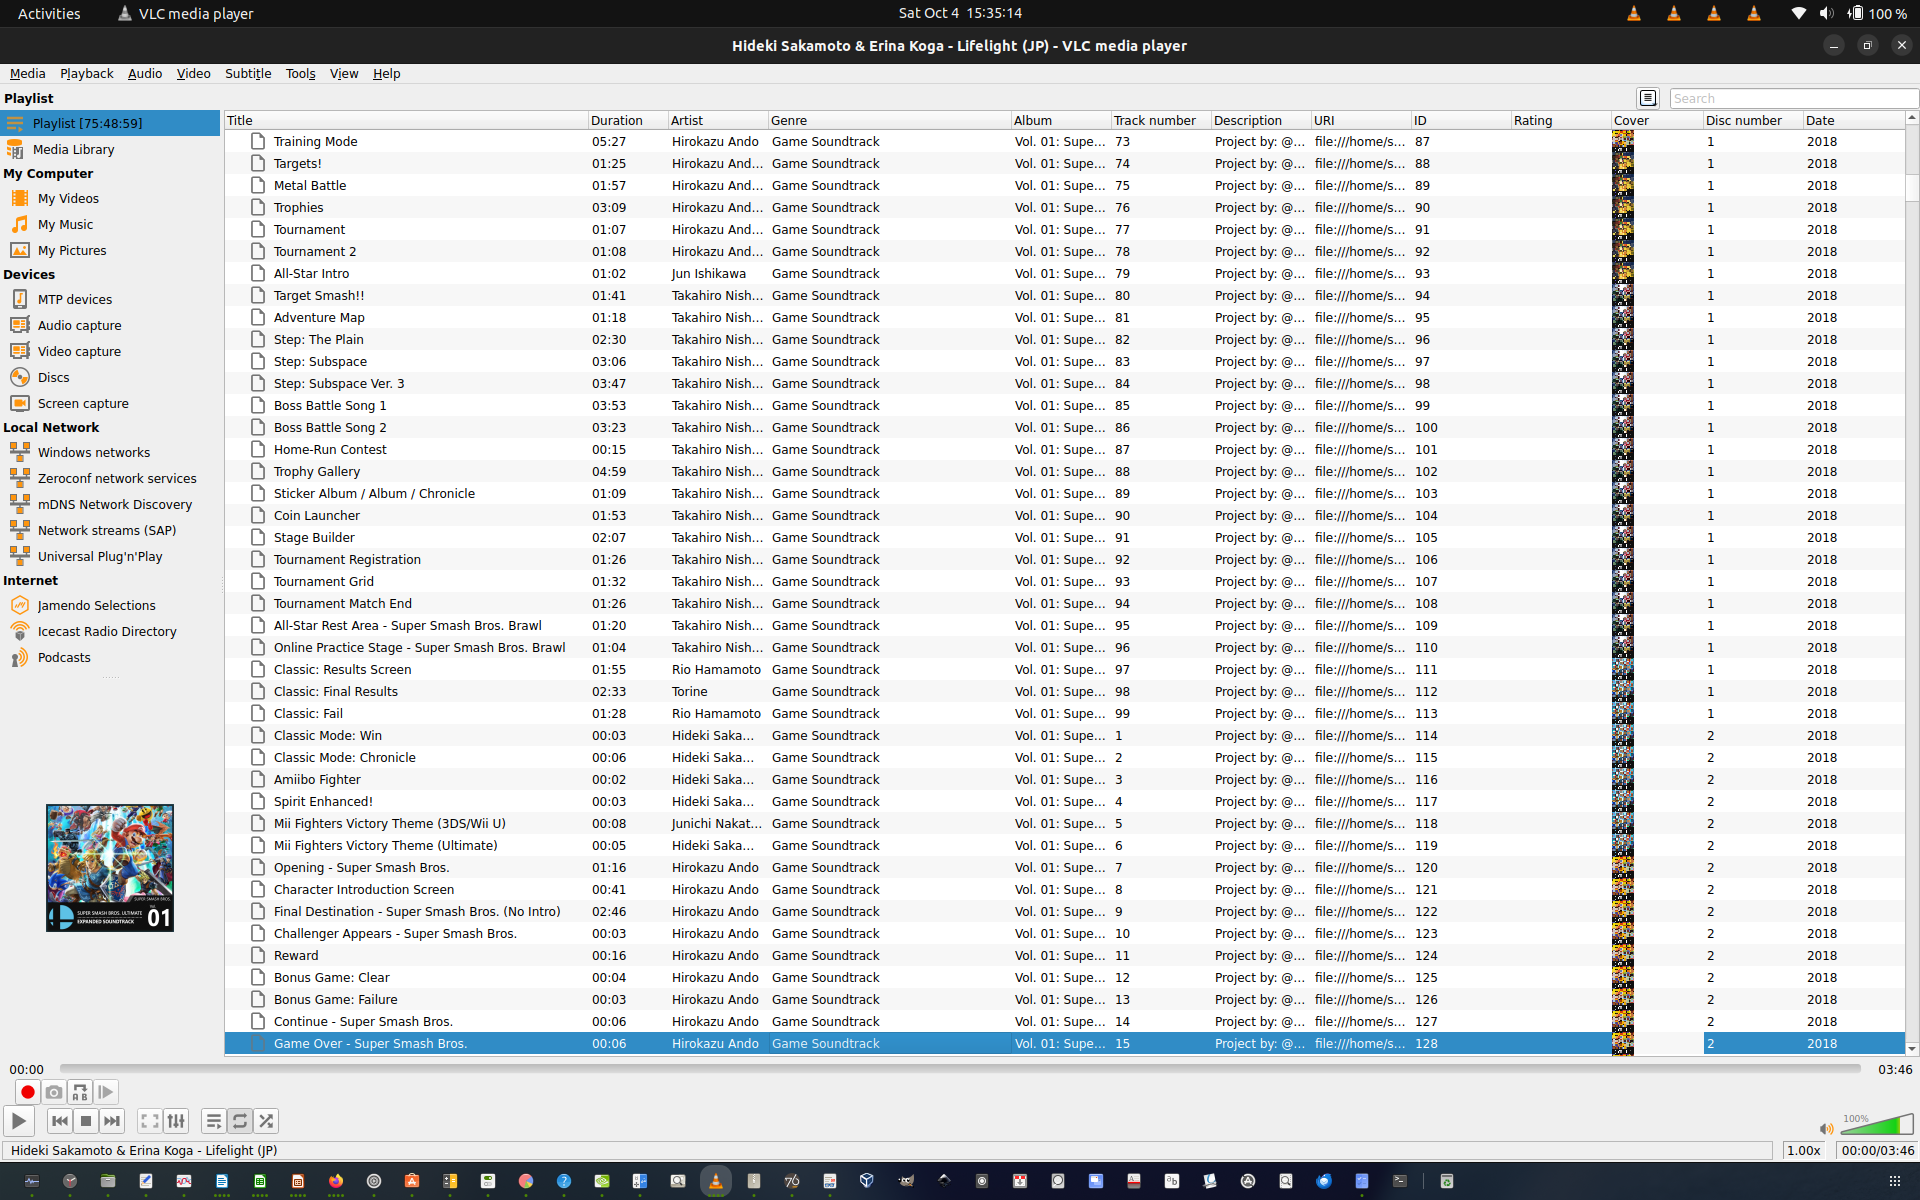 Activities VLC media player Sat Oct 4 15:35:14 100 %
Hideki Sakamoto & Erina Koga - Lifelight (JP) - VLC media player
Media Playback Audio Video Subtitle Tools View Help
Playlist Search
Playlist [75:48:59]
Media Library
My Computer
My Videos
My Music
My Pictures
Devices
MTP devices
Audio capture
Video capture
Discs
Screen capture
Local Network
Windows networks
Zeroconf network services
mDNS Network Discovery
Network streams (SAP)
Universal Plug'n'Play
Internet
Jamendo Selections
Icecast Radio Directory
Podcasts
SUPER SMASH BROS. ULTIMATE
EXPANDED SOUNDTRACK
01
Title Duration Artist Genre Album Track number Description URI ID Rating Cover Disc number Date
Training Mode 05:27 Hirokazu Ando Game Soundtrack Vol. 01: Supe... 73 Project by: @... file:///home/s... 87 1 2018
Targets! 01:25 Hirokazu And... Game Soundtrack Vol. 01: Supe... 74 Project by: @... file:///home/s... 88 1 2018
Metal Battle 01:57 Hirokazu And... Game Soundtrack Vol. 01: Supe... 75 Project by: @... file:///home/s... 89 1 2018
Trophies 03:09 Hirokazu And... Game Soundtrack Vol. 01: Supe... 76 Project by: @... file:///home/s... 90 1 2018
Tournament 01:07 Hirokazu And... Game Soundtrack Vol. 01: Supe... 77 Project by: @... file:///home/s... 91 1 2018
Tournament 2 01:08 Hirokazu And... Game Soundtrack Vol. 01: Supe... 78 Project by: @... file:///home/s... 92 1 2018
All-Star Intro 01:02 Jun Ishikawa Game Soundtrack Vol. 01: Supe... 79 Project by: @... file:///home/s... 93 1 2018
Target Smash!! 01:41 Takahiro Nish... Game Soundtrack Vol. 01: Supe... 80 Project by: @... file:///home/s... 94 1 2018
Adventure Map 01:18 Takahiro Nish... Game Soundtrack Vol. 01: Supe... 81 Project by: @... file:///home/s... 95 1 2018
Step: The Plain 02:30 Takahiro Nish... Game Soundtrack Vol. 01: Supe... 82 Project by: @... file:///home/s... 96 1 2018
Step: Subspace 03:06 Takahiro Nish... Game Soundtrack Vol. 01: Supe... 83 Project by: @... file:///home/s... 97 1 2018
Step: Subspace Ver. 3 03:47 Takahiro Nish... Game Soundtrack Vol. 01: Supe... 84 Project by: @... file:///home/s... 98 1 2018
Boss Battle Song 1 03:53 Takahiro Nish... Game Soundtrack Vol. 01: Supe... 85 Project by: @... file:///home/s... 99 1 2018
Boss Battle Song 2 03:23 Takahiro Nish... Game Soundtrack Vol. 01: Supe... 86 Project by: @... file:///home/s... 100 1 2018
Home-Run Contest 00:15 Takahiro Nish... Game Soundtrack Vol. 01: Supe... 87 Project by: @... file:///home/s... 101 1 2018
Trophy Gallery 04:59 Takahiro Nish... Game Soundtrack Vol. 01: Supe... 88 Project by: @... file:///home/s... 102 1 2018
Sticker Album / Album / Chronicle 01:09 Takahiro Nish... Game Soundtrack Vol. 01: Supe... 89 Project by: @... file:///home/s... 103 1 2018
Coin Launcher 01:53 Takahiro Nish... Game Soundtrack Vol. 01: Supe... 90 Project by: @... file:///home/s... 104 1 2018
Stage Builder 02:07 Takahiro Nish... Game Soundtrack Vol. 01: Supe... 91 Project by: @... file:///home/s... 105 1 2018
Tournament Registration 01:26 Takahiro Nish... Game Soundtrack Vol. 01: Supe... 92 Project by: @... file:///home/s... 106 1 2018
Tournament Grid 01:32 Takahiro Nish... Game Soundtrack Vol. 01: Supe... 93 Project by: @... file:///home/s... 107 1 2018
Tournament Match End 01:26 Takahiro Nish... Game Soundtrack Vol. 01: Supe... 94 Project by: @... file:///home/s... 108 1 2018
All-Star Rest Area - Super Smash Bros. Brawl 01:20 Takahiro Nish... Game Soundtrack Vol. 01: Supe... 95 Project by: @... file:///home/s... 109 1 2018
Online Practice Stage - Super Smash Bros. Brawl 01:04 Takahiro Nish... Game Soundtrack Vol. 01: Supe... 96 Project by: @... file:///home/s... 110 1 2018
Classic: Results Screen 01:55 Rio Hamamoto Game Soundtrack Vol. 01: Supe... 97 Project by: @... file:///home/s... 111 1 2018
Classic: Final Results 02:33 Torine Game Soundtrack Vol. 01: Supe... 98 Project by: @... file:///home/s... 112 1 2018
Classic: Fail 01:28 Rio Hamamoto Game Soundtrack Vol. 01: Supe... 99 Project by: @... file:///home/s... 113 1 2018
Classic Mode: Win 00:03 Hideki Saka... Game Soundtrack Vol. 01: Supe... 1 Project by: @... file:///home/s... 114 2 2018
Classic Mode: Chronicle 00:06 Hideki Saka... Game Soundtrack Vol. 01: Supe... 2 Project by: @... file:///home/s... 115 2 2018
Amiibo Fighter 00:02 Hideki Saka... Game Soundtrack Vol. 01: Supe... 3 Project by: @... file:///home/s... 116 2 2018
Spirit Enhanced! 00:03 Hideki Saka... Game Soundtrack Vol. 01: Supe... 4 Project by: @... file:///home/s... 117 2 2018
Mii Fighters Victory Theme (3DS/Wii U) 00:08 Junichi Nakat... Game Soundtrack Vol. 01: Supe... 5 Project by: @... file:///home/s... 118 2 2018
Mii Fighters Victory Theme (Ultimate) 00:05 Hideki Saka... Game Soundtrack Vol. 01: Supe... 6 Project by: @... file:///home/s... 119 2 2018
Opening - Super Smash Bros. 01:16 Hirokazu Ando Game Soundtrack Vol. 01: Supe... 7 Project by: @... file:///home/s... 120 2 2018
Character Introduction Screen 00:41 Hirokazu Ando Game Soundtrack Vol. 01: Supe... 8 Project by: @... file:///home/s... 121 2 2018
Final Destination - Super Smash Bros. (No Intro) 02:46 Hirokazu Ando Game Soundtrack Vol. 01: Supe... 9 Project by: @... file:///home/s... 122 2 2018
Challenger Appears - Super Smash Bros. 00:03 Hirokazu Ando Game Soundtrack Vol. 01: Supe... 10 Project by: @... file:///home/s... 123 2 2018
Reward 00:16 Hirokazu Ando Game Soundtrack Vol. 01: Supe... 11 Project by: @... file:///home/s... 124 2 2018
Bonus Game: Clear 00:04 Hirokazu Ando Game Soundtrack Vol. 01: Supe... 12 Project by: @... file:///home/s... 125 2 2018
Bonus Game: Failure 00:03 Hirokazu Ando Game Soundtrack Vol. 01: Supe... 13 Project by: @... file:///home/s... 126 2 2018
Continue - Super Smash Bros. 00:06 Hirokazu Ando Game Soundtrack Vol. 01: Supe... 14 Project by: @... file:///home/s... 127 2 2018
Game Over - Super Smash Bros. 00:06 Hirokazu Ando Game Soundtrack Vol. 01: Supe... 15 Project by: @... file:///home/s... 128 2 2018
00:00 03:46
100%
Hideki Sakamoto & Erina Koga - Lifelight (JP) 1.00x 00:00/03:46